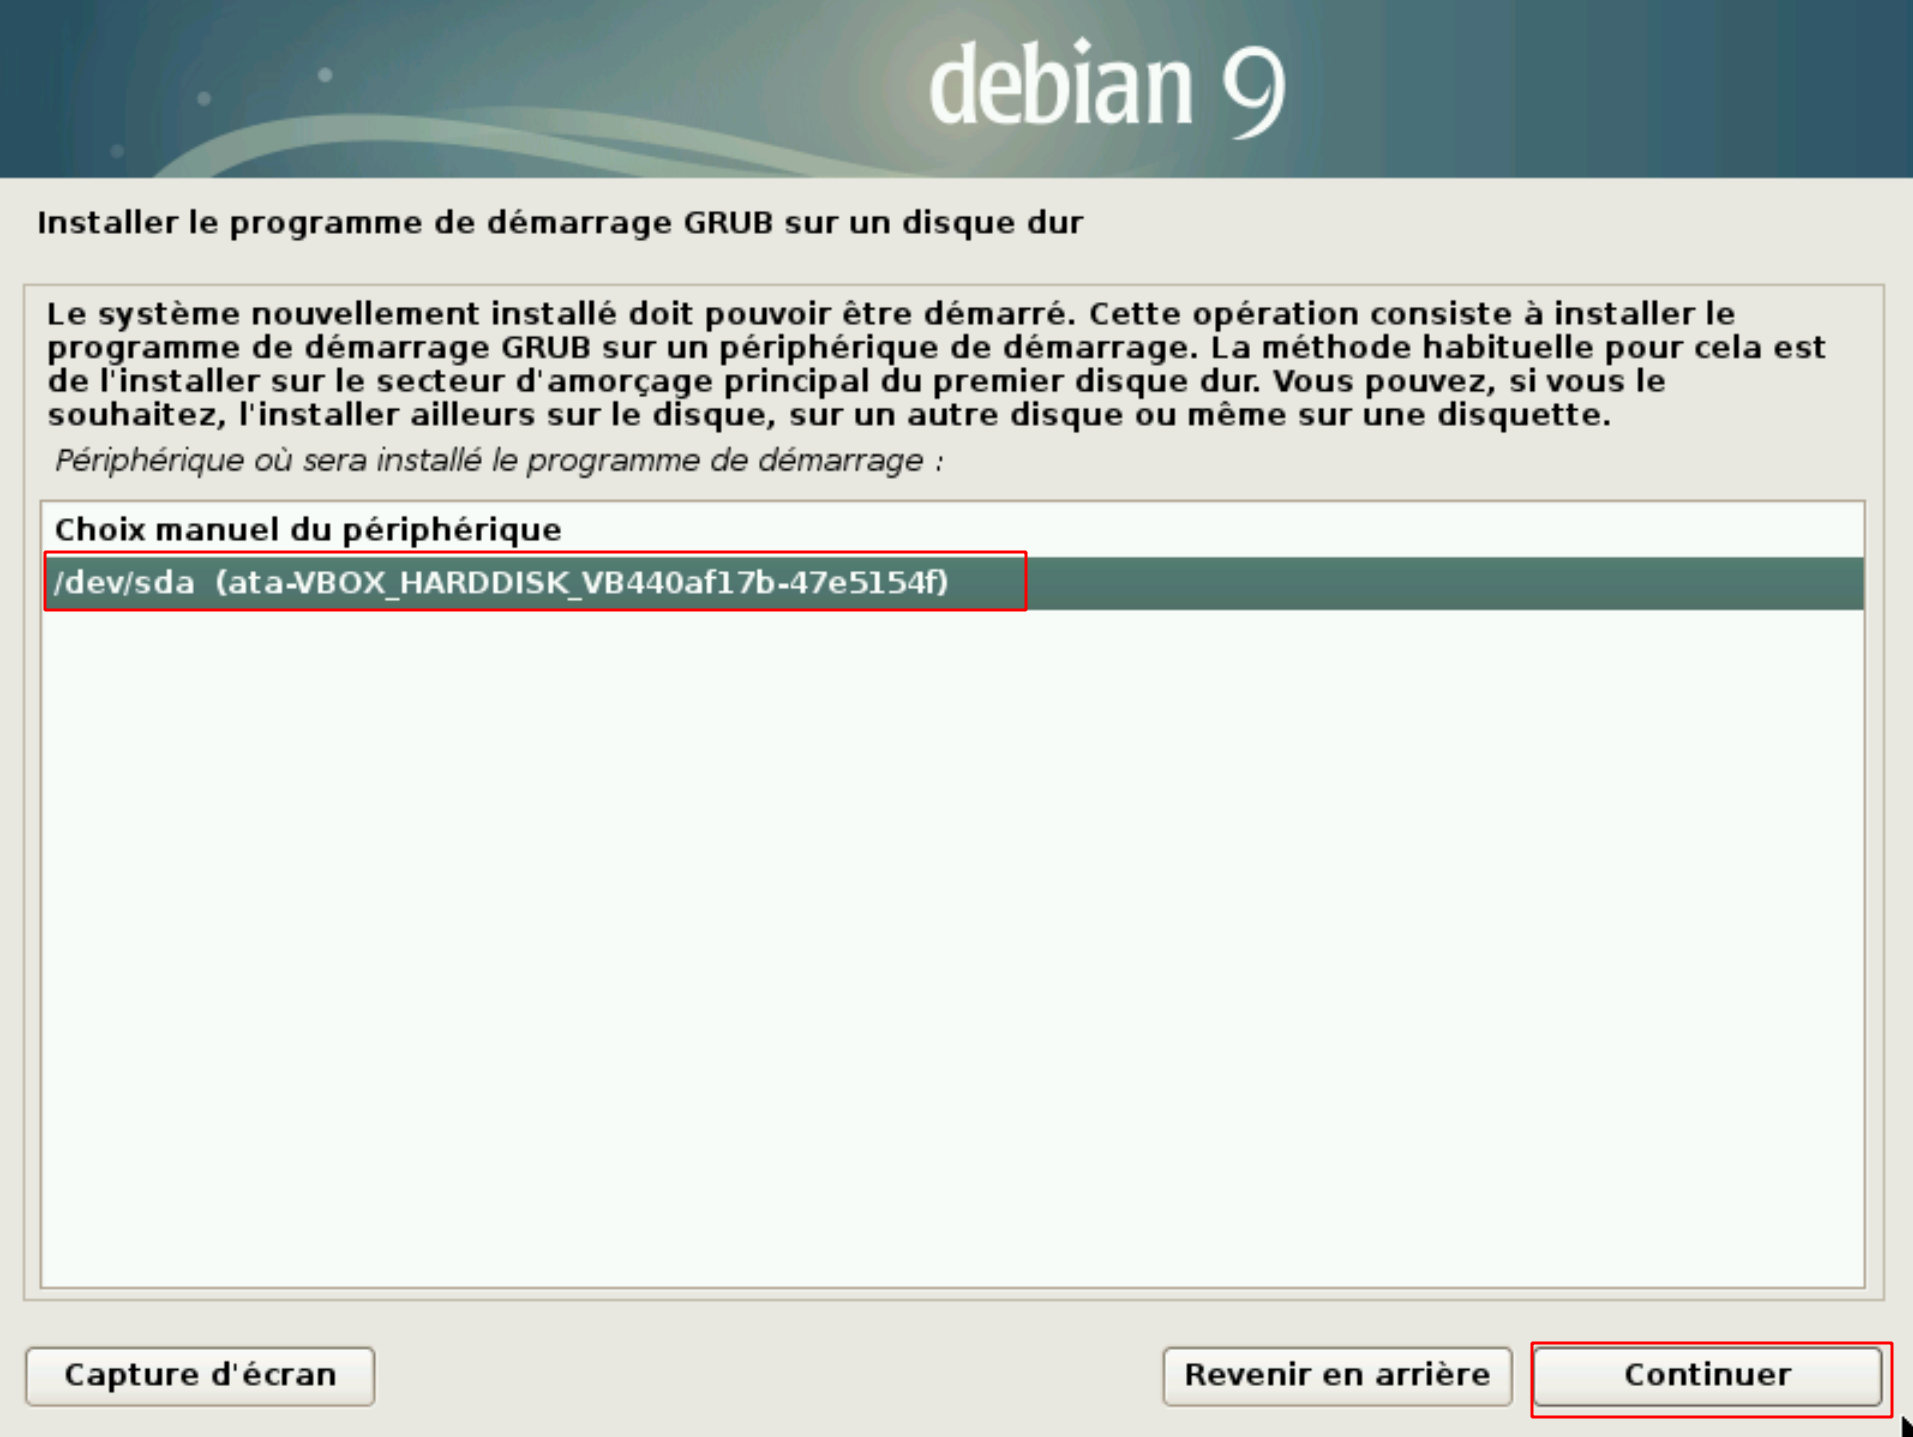 debian 9
Installer le programme de démarrage GRUB sur un disque dur
Le système nouvellement installé doit pouvoir être démarré. Cette opération consiste à installer le
programme de démarrage GRUB sur un périphérique de démarrage. La méthode habituelle pour cela est
de l'installer sur le secteur d'amorçage principal du premier disque dur. Vous pouvez, si vous le
souhaitez, l'installer ailleurs sur le disque, sur un autre disque ou même sur une disquette.
Périphérique où sera installé le programme de démarrage :
Choix manuel du périphérique
/dev/sda (ata-VBOX_HARDDISK_VB440af17b-47e5154f)
Capture d'écran
Revenir en arrière
Continuer